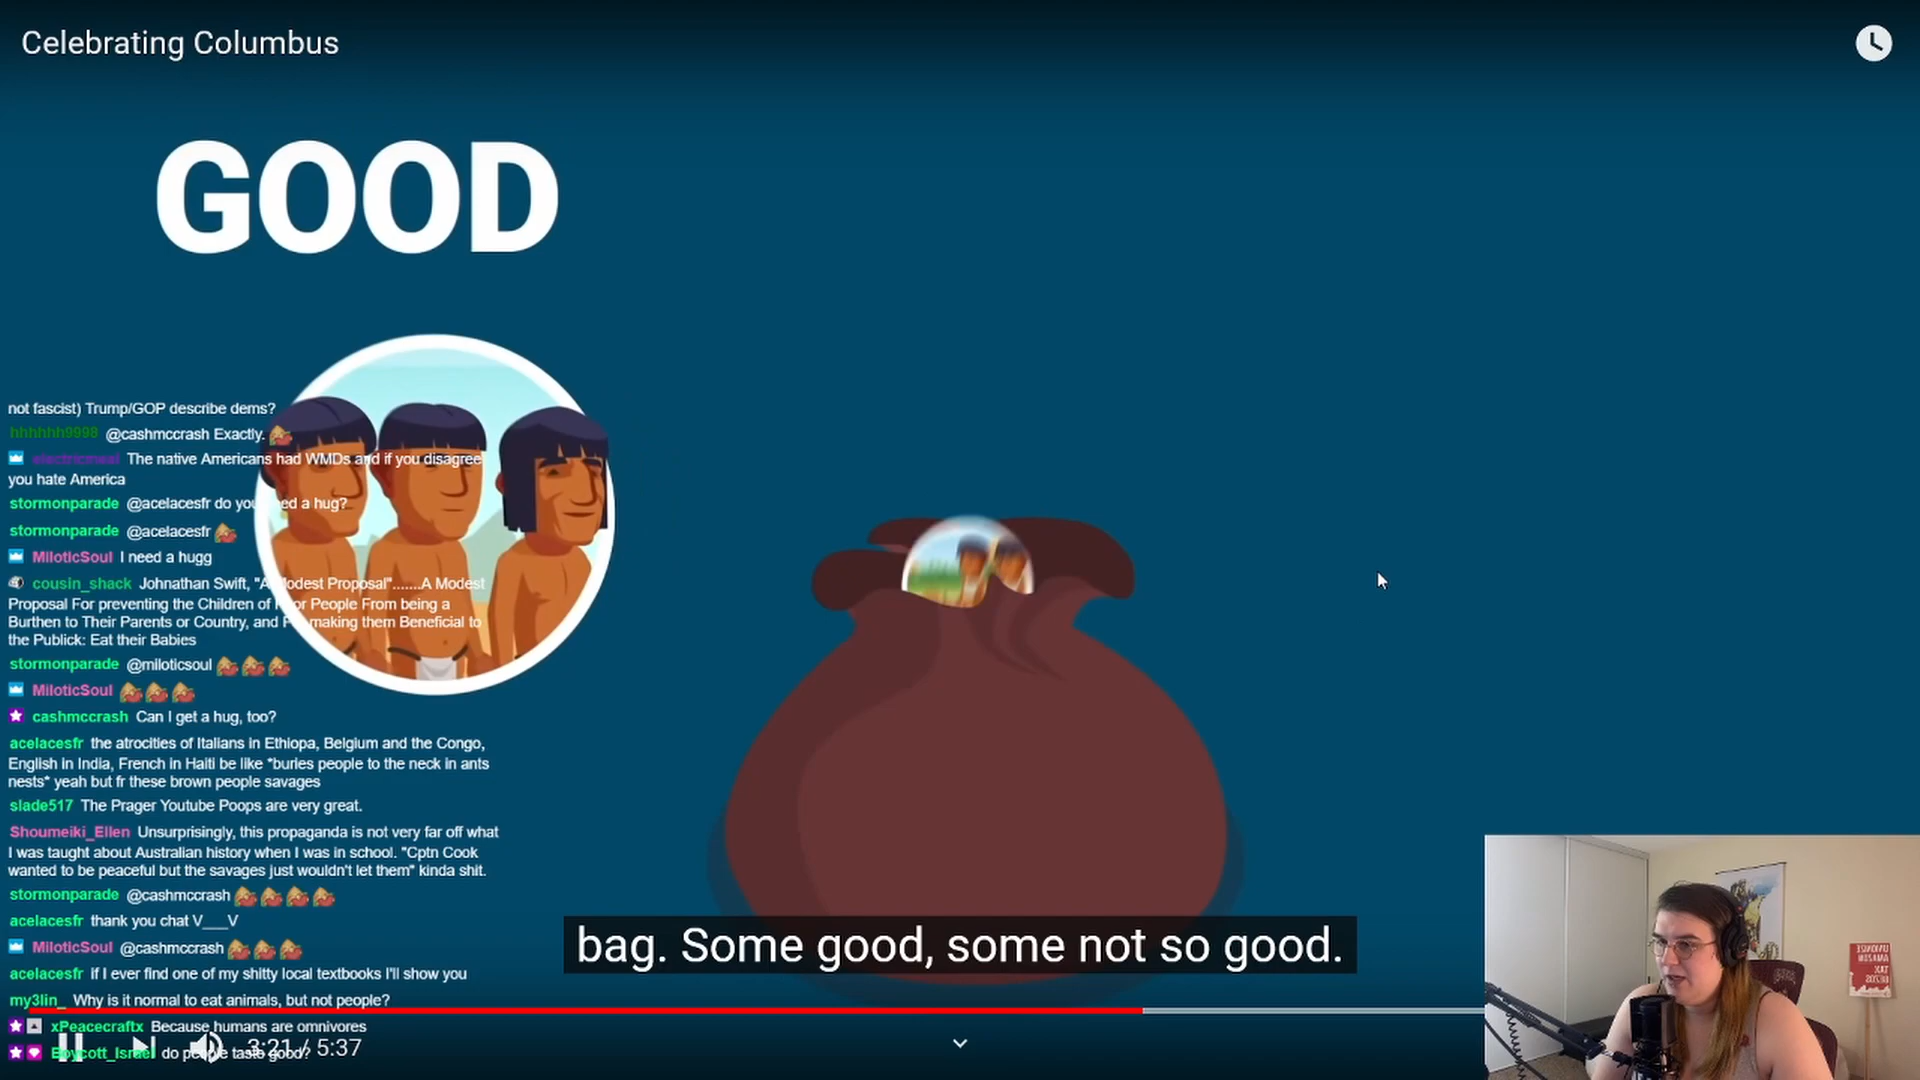 Celebrating Columbus
GOOD
not fascist) Trump/GOP describe dems?
hhhhhh9998 @cashmccrash Exactly.
electricmeal The native Americans had WMDs and if you disagree
you hate America
stormonparade @acelacesfr do you need a hug?
stormonparade @acelacesfr
MiloticSoul I need a hugg
cousin_shack Johnathan Swift, "A Modest Proposal".......A Modest
Proposal For preventing the Children of Poor People From being a
Burthen to Their Parents or Country, and For making them Beneficial to
the Publick: Eat their Babies
stormonparade @miloticsoul
MiloticSoul
cashmccrash Can I get a hug, too?
acelacesfr the atrocities of Italians in Ethiopa, Belgium and the Congo,
English in India, French in Haiti be like *buries people to the neck in ants
nests* yeah but fr these brown people savages
slade517 The Prager Youtube Poops are very great.
Shoumeiki_Ellen Unsurprisingly, this propaganda is not very far off what
I was taught about Australian history when I was in school. "Cptn Cook
wanted to be peaceful but the savages just wouldn't let them" kinda shit.
stormonparade @cashmccrash
acelacesfr thank you chat V___V
MiloticSoul @cashmccrash
acelacesfr if I ever find one of my shitty local textbooks I'll show you
my3lin_ Why is it normal to eat animals, but not people?
xPeacecraftx Because humans are omnivores
Boycott_Israel do people taste good?
3:21 / 5:37
bag. Some good, some not so good.